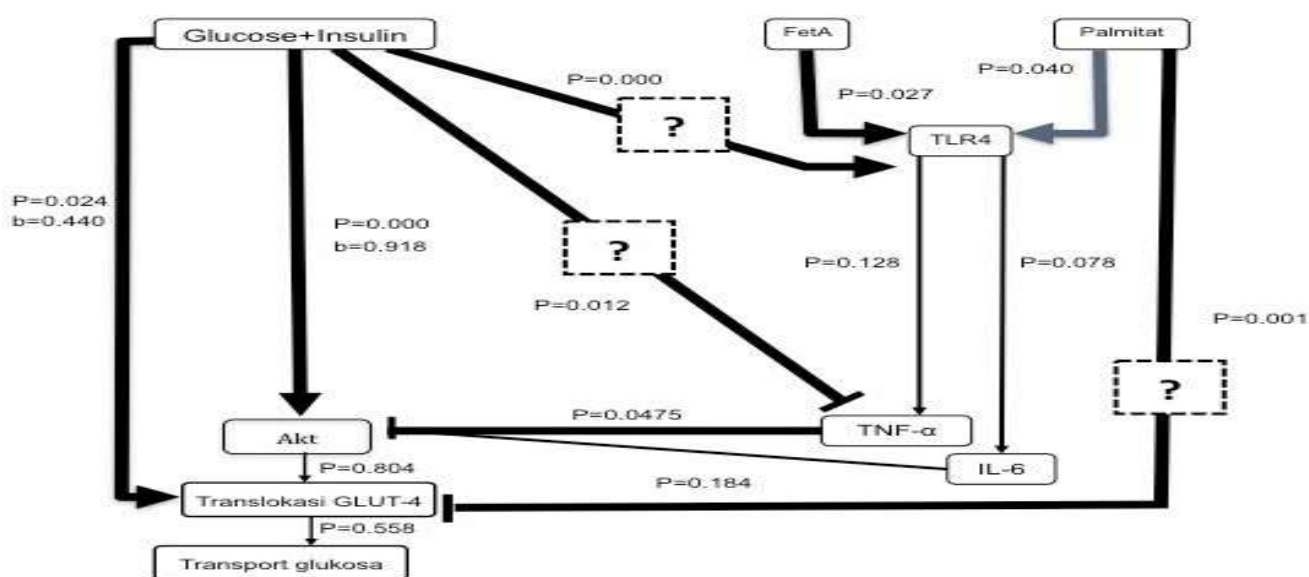 Glucose+Insulin
FetA
Palmitat
P=0.000
P=0.040
P=0.027
?
TLR4
P=0.024
b=0.440
P=0.000
b=0.918
?
P=0.128
P=0.078
P=0.012
P=0.001
?
P=0.0475
TNF-α
Akt
IL-6
P=0.804
P=0.184
Translokasi GLUT-4
P=0.558
Transport glukosa